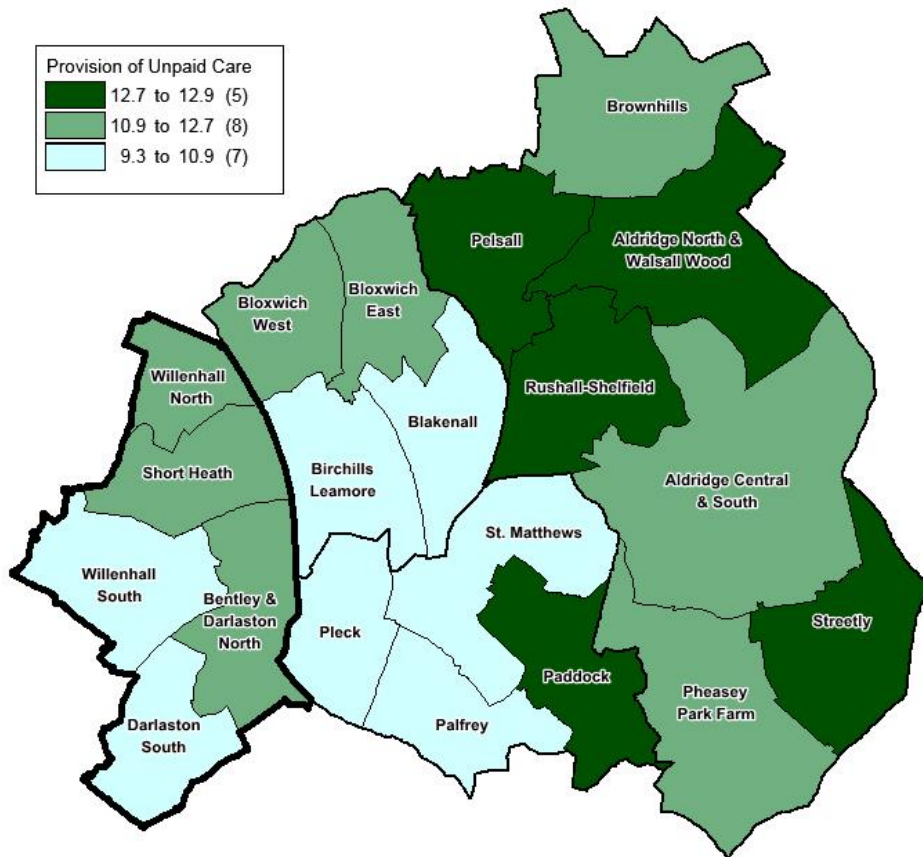 Provision of Unpaid Care
12.7 to 12.9 (5)
10.9 to 12.7 (8)
9.3 to 10.9 (7)
Brownhills
Pelsall
Aldridge North &
Walsall Wood
Bloxwich
East
Bloxwich
West
Willenhall
North
Rushall-Shelfield
Blakenall
Short Heath
Birchills
Leamore
Aldridge Central
& South
St. Matthews
Willenhall
South
Bentley &
Darlaston
North
Pleck
Streetly
Paddock
Pheasey
Park Farm
Darlaston
South
Palfrey